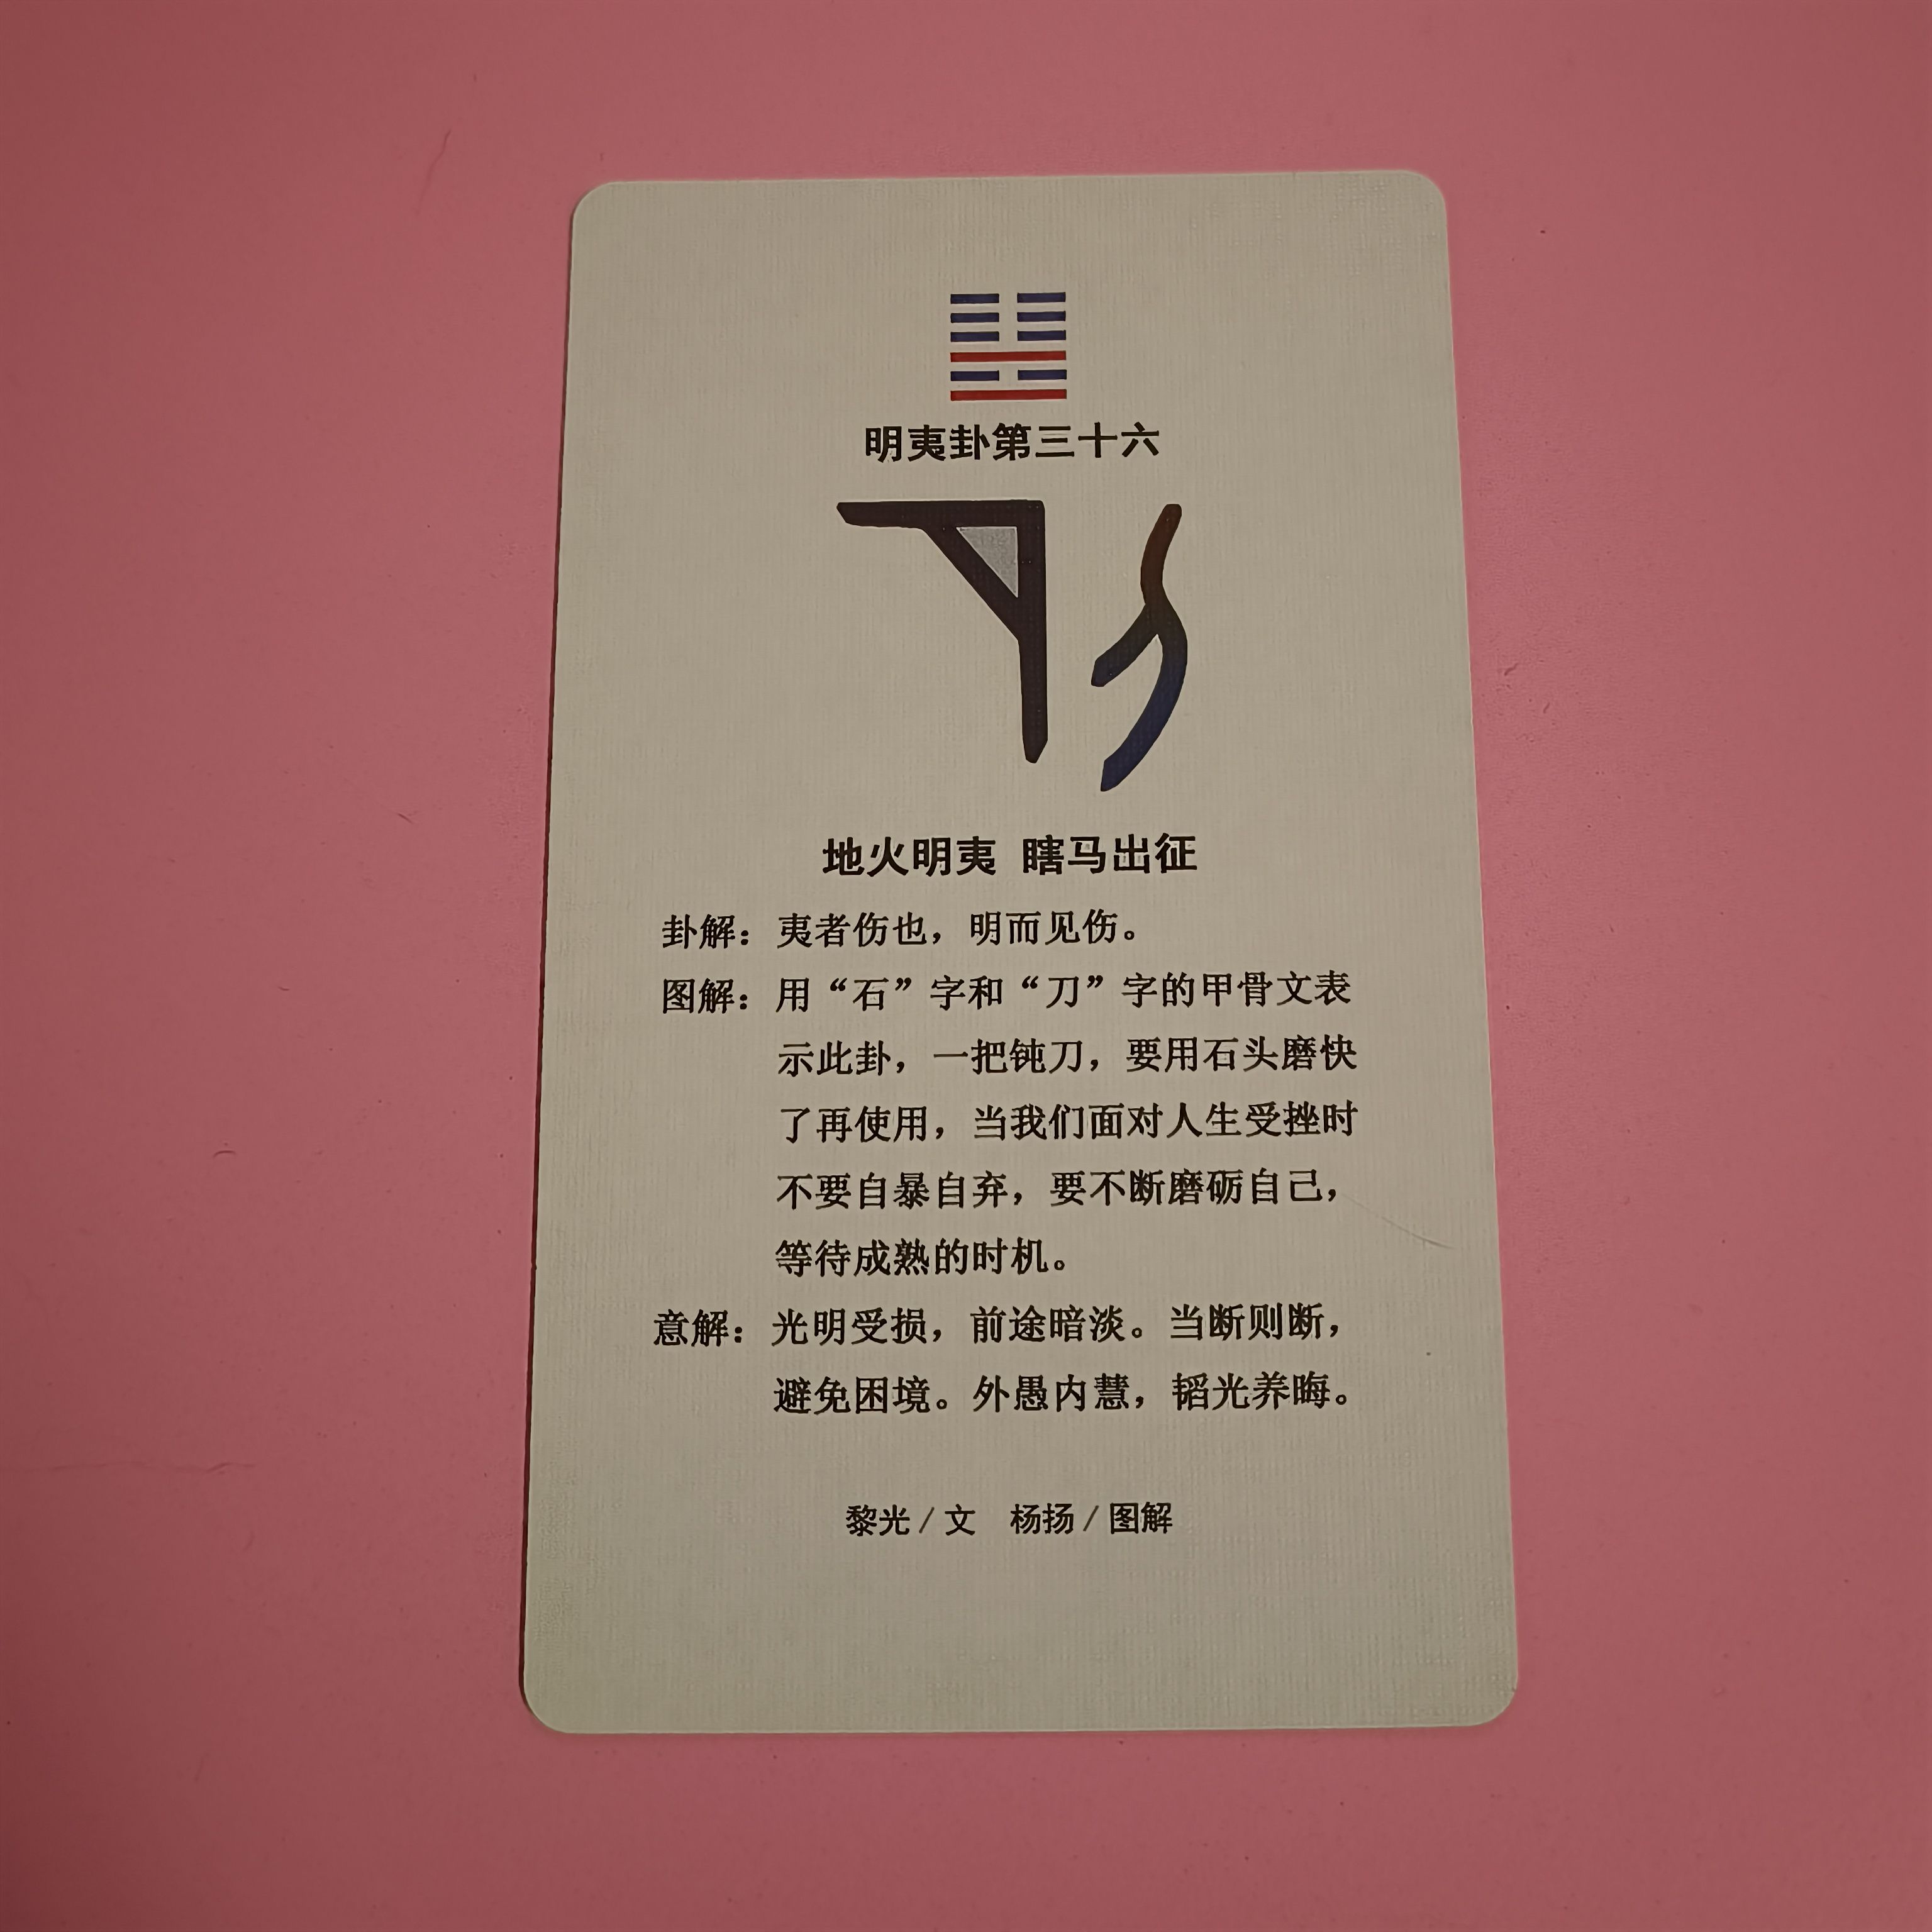 明夷卦第三十六
地火明夷 瞎马出征
卦解：夷者伤也，明而见伤。
图解：用“石”字和“刀”字的甲骨文表
示此卦，一把钝刀，要用石头磨快
了再使用，当我们面对人生受挫时
不要自暴自弃，要不断磨砺自己，
等待成熟的时机。
意解：光明受损，前途暗淡。当断则断，
避免困境。外愚内慧，韬光养晦。
黎光/文 杨扬/图解